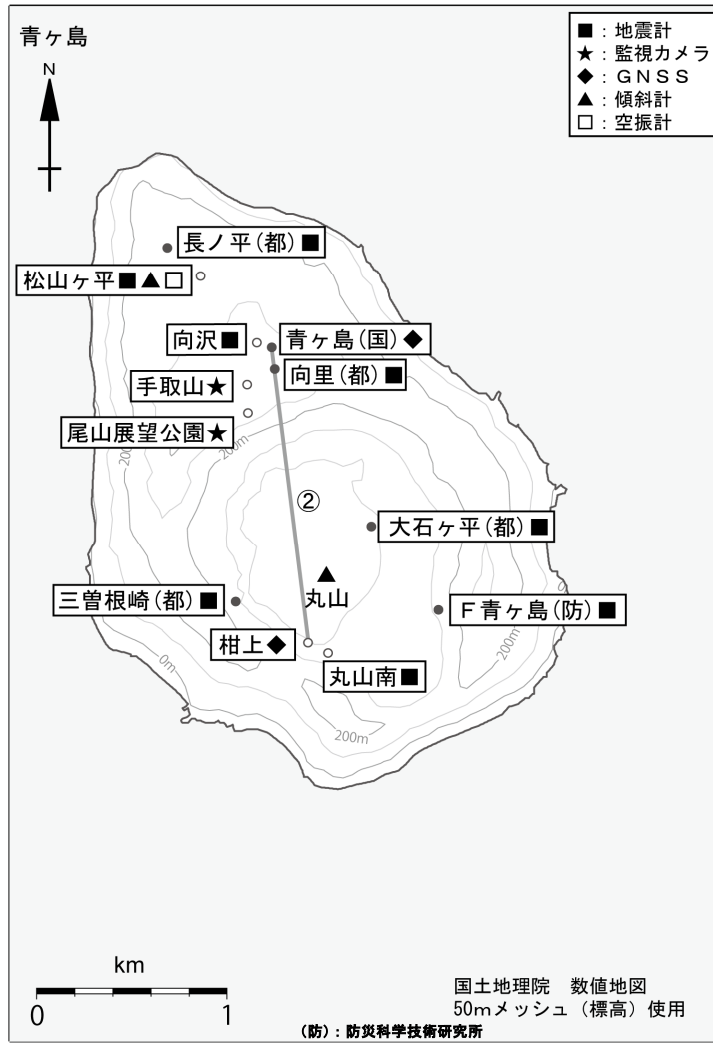 青ヶ島
N
■：地震計
★：監視カメラ
◆：ＧＮＳＳ
▲：傾斜計
□：空振計
長ノ平(都)■
松山ヶ平■▲□
向沢■
青ヶ島(国)◆
向里(都)■
手取山★
尾山展望公園★
200m
200m
②
大石ヶ平(都)■
丸山
三曽根崎(都)■
Ｆ青ヶ島(防)■
柑上◆
丸山南■
0m
200m
200m
km
0 1
国土地理院　数値地図
50mメッシュ（標高）使用
(防)：防災科学技術研究所